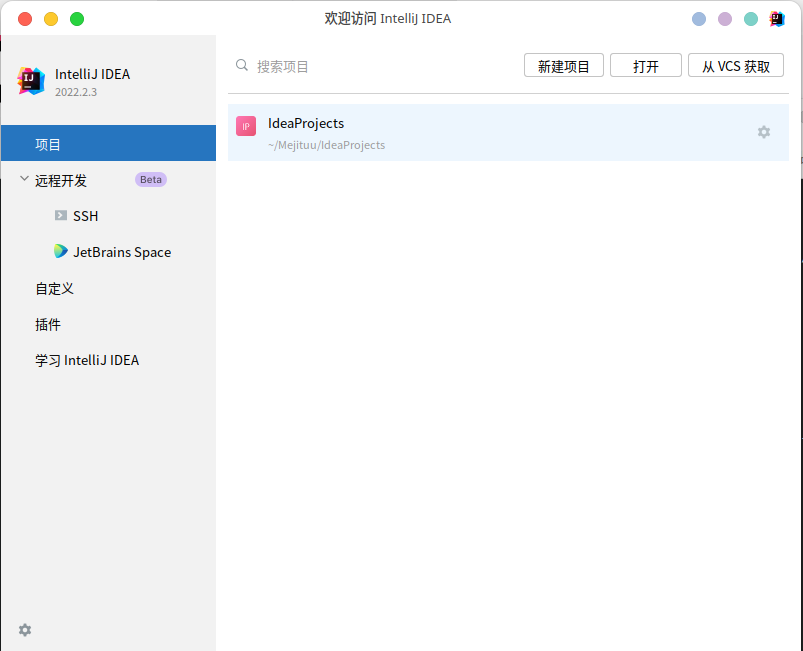 欢迎访问 IntelliJ IDEA
IJ
IJ
IntelliJ IDEA
2022.2.3
项目
远程开发 Beta
SSH
JetBrains Space
自定义
插件
学习 IntelliJ IDEA
搜索项目
新建项目
打开
从 VCS 获取
IP
IdeaProjects
~/Mejituu/IdeaProjects